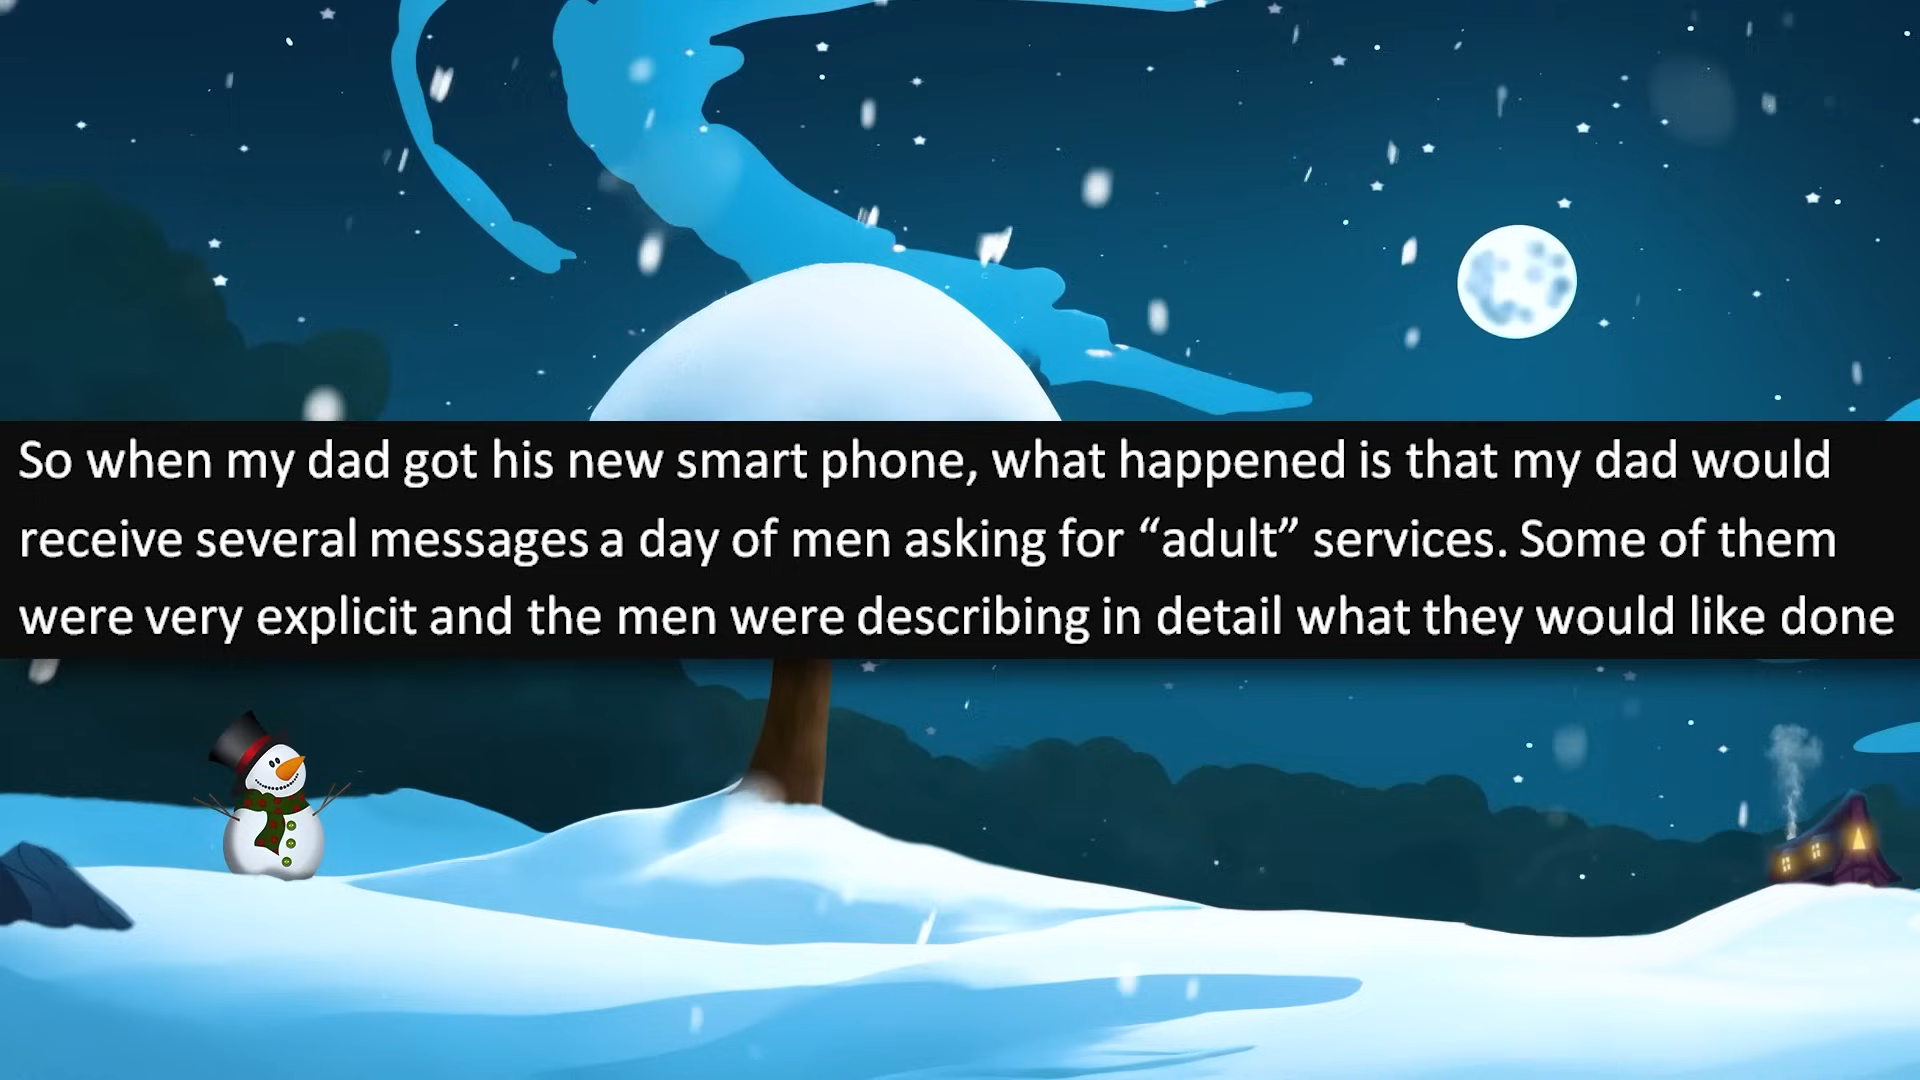 So when my dad got his new smart phone, what happened is that my dad would
receive several messages a day of men asking for “adult” services. Some of them
were very explicit and the men were describing in detail what they would like done